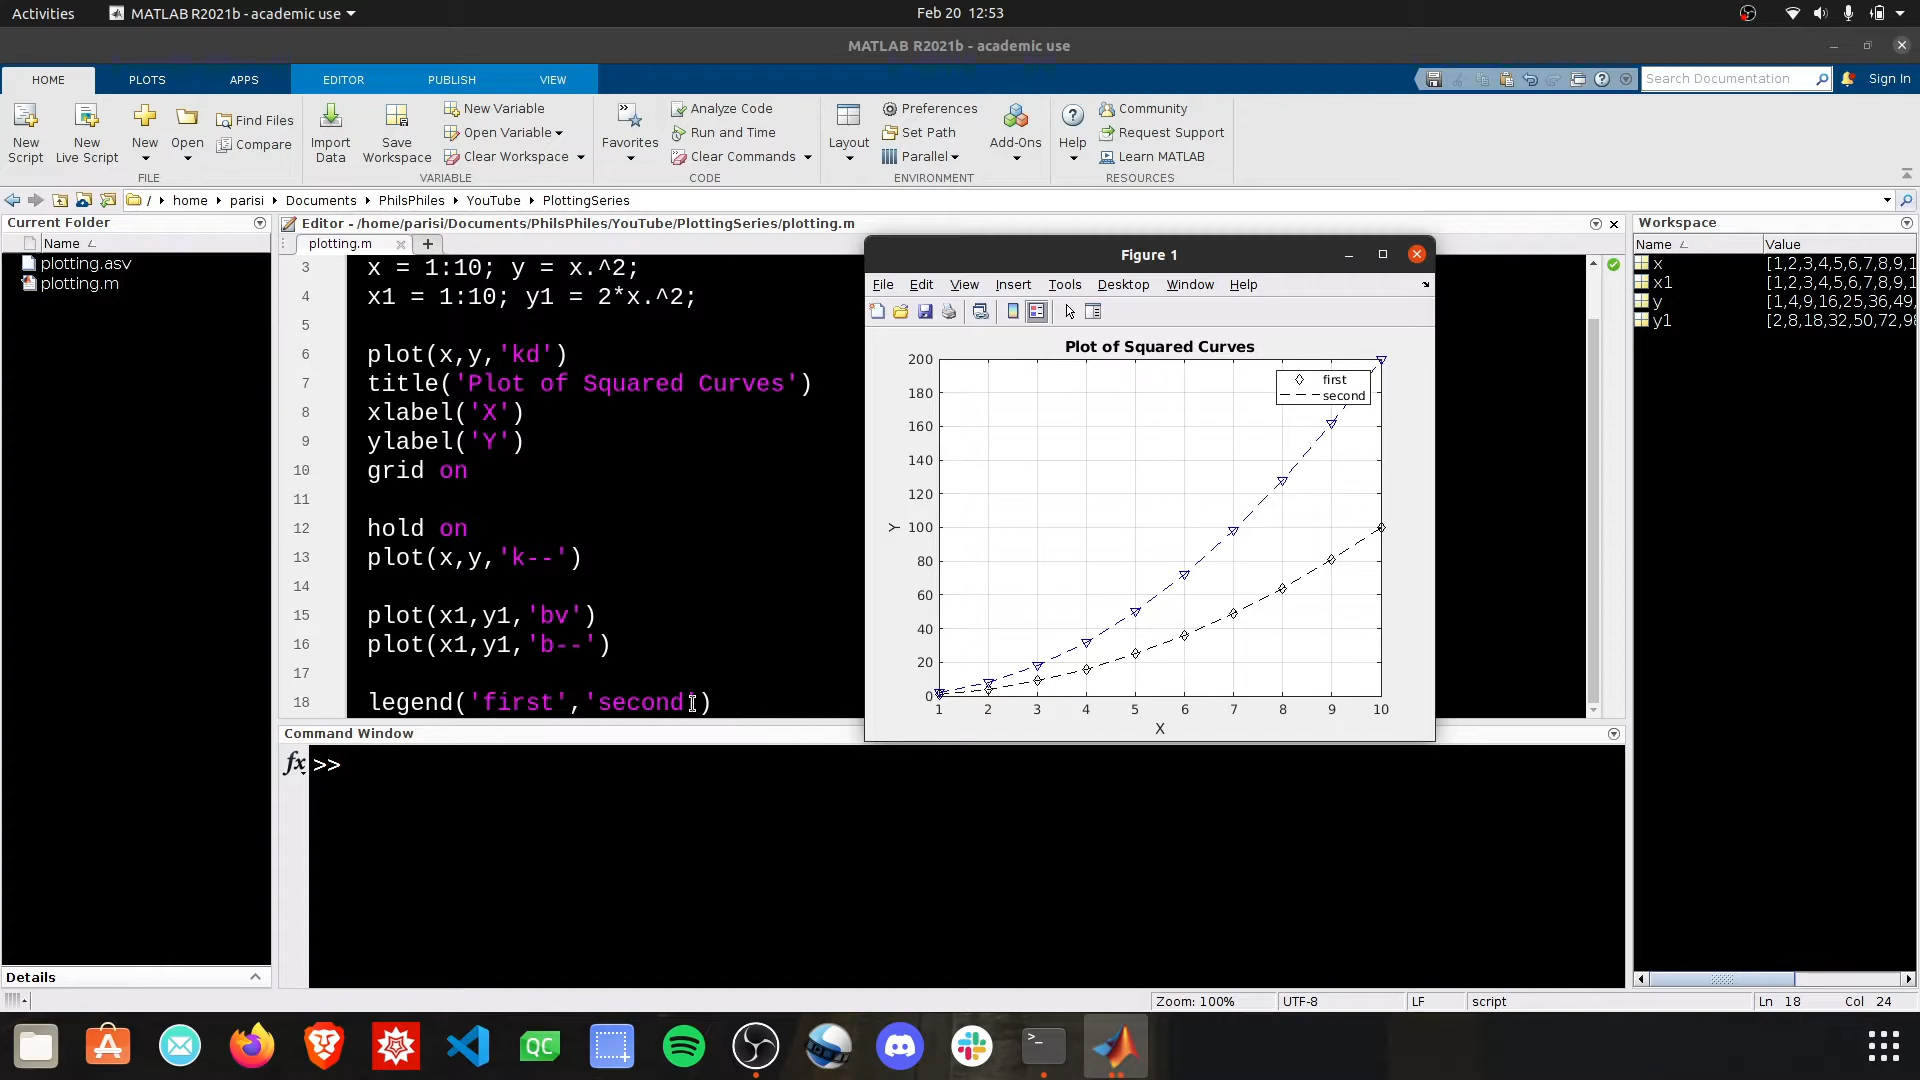 Activities
MATLAB R2021b - academic use
Feb 20 12:53
MATLAB R2021b - academic use
HOME
PLOTS
APPS
EDITOR
PUBLISH
VIEW
Search Documentation
Sign In
New Script
New Live Script
New
Open
Find Files
Compare
FILE
Import Data
Save Workspace
New Variable
Open Variable
Clear Workspace
VARIABLE
Favorites
Analyze Code
Run and Time
Clear Commands
CODE
Layout
Preferences
Set Path
Parallel
ENVIRONMENT
Add-Ons
Help
Community
Request Support
Learn MATLAB
RESOURCES
/ home parisi Documents PhilsPhiles YouTube PlottingSeries
Current Folder
Name
plotting.asv
plotting.m
Details
Editor - /home/parisi/Documents/PhilsPhiles/YouTube/PlottingSeries/plotting.m
plotting.m
3 x = 1:10; y = x.^2;
4 x1 = 1:10; y1 = 2*x.^2;
5
6 plot(x,y,'kd')
7 title('Plot of Squared Curves')
8 xlabel('X')
9 ylabel('Y')
10 grid on
11
12 hold on
13 plot(x,y,'k--')
14
15 plot(x1,y1,'bv')
16 plot(x1,y1,'b--')
17
18 legend('first','second')
Figure 1
File Edit View Insert Tools Desktop Window Help
Plot of Squared Curves
200
180
160
140
120
100
80
60
40
20
0
Y
1 2 3 4 5 6 7 8 9 10
X
first
second
Command Window
fx >>
Workspace
Name Value
x [1,2,3,4,5,6,7,8,9,1
x1 [1,2,3,4,5,6,7,8,9,1
y [1,4,9,16,25,36,49,
y1 [2,8,18,32,50,72,98
Zoom: 100% UTF-8 LF script Ln 18 Col 24
QC
>_